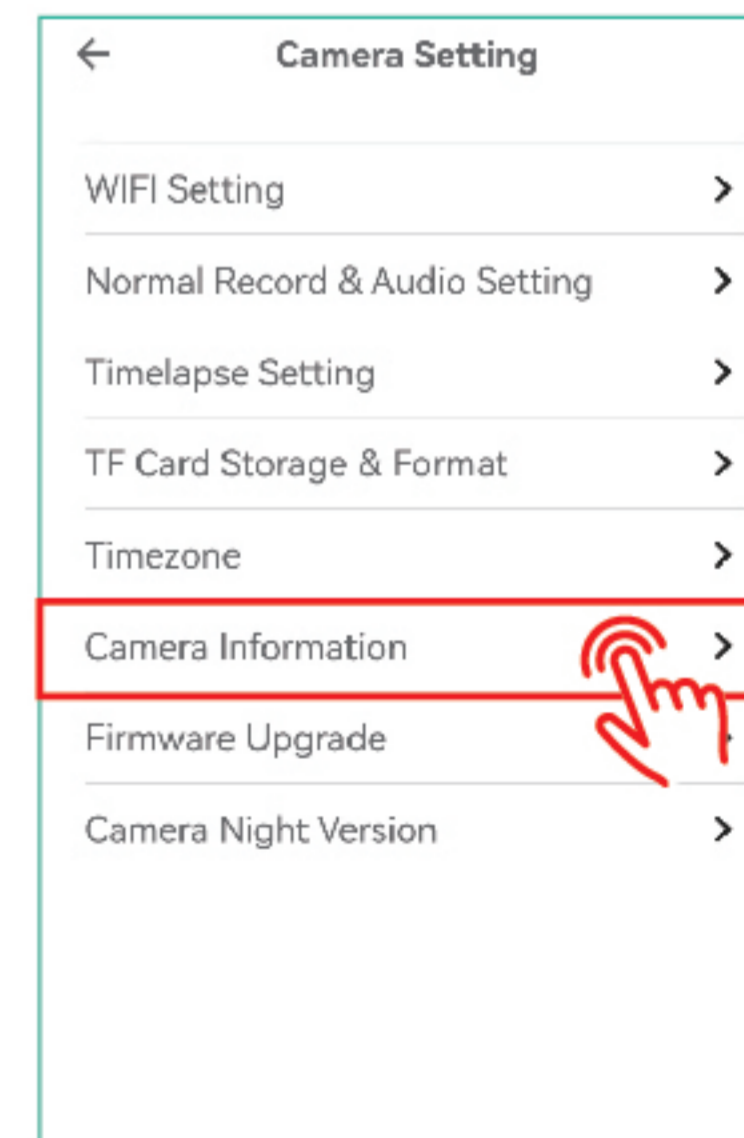 Camera Setting
WIFI Setting
Normal Record & Audio Setting
Timelapse Setting
TF Card Storage & Format
Timezone
Camera Information
Firmware Upgrade
Camera Night Version